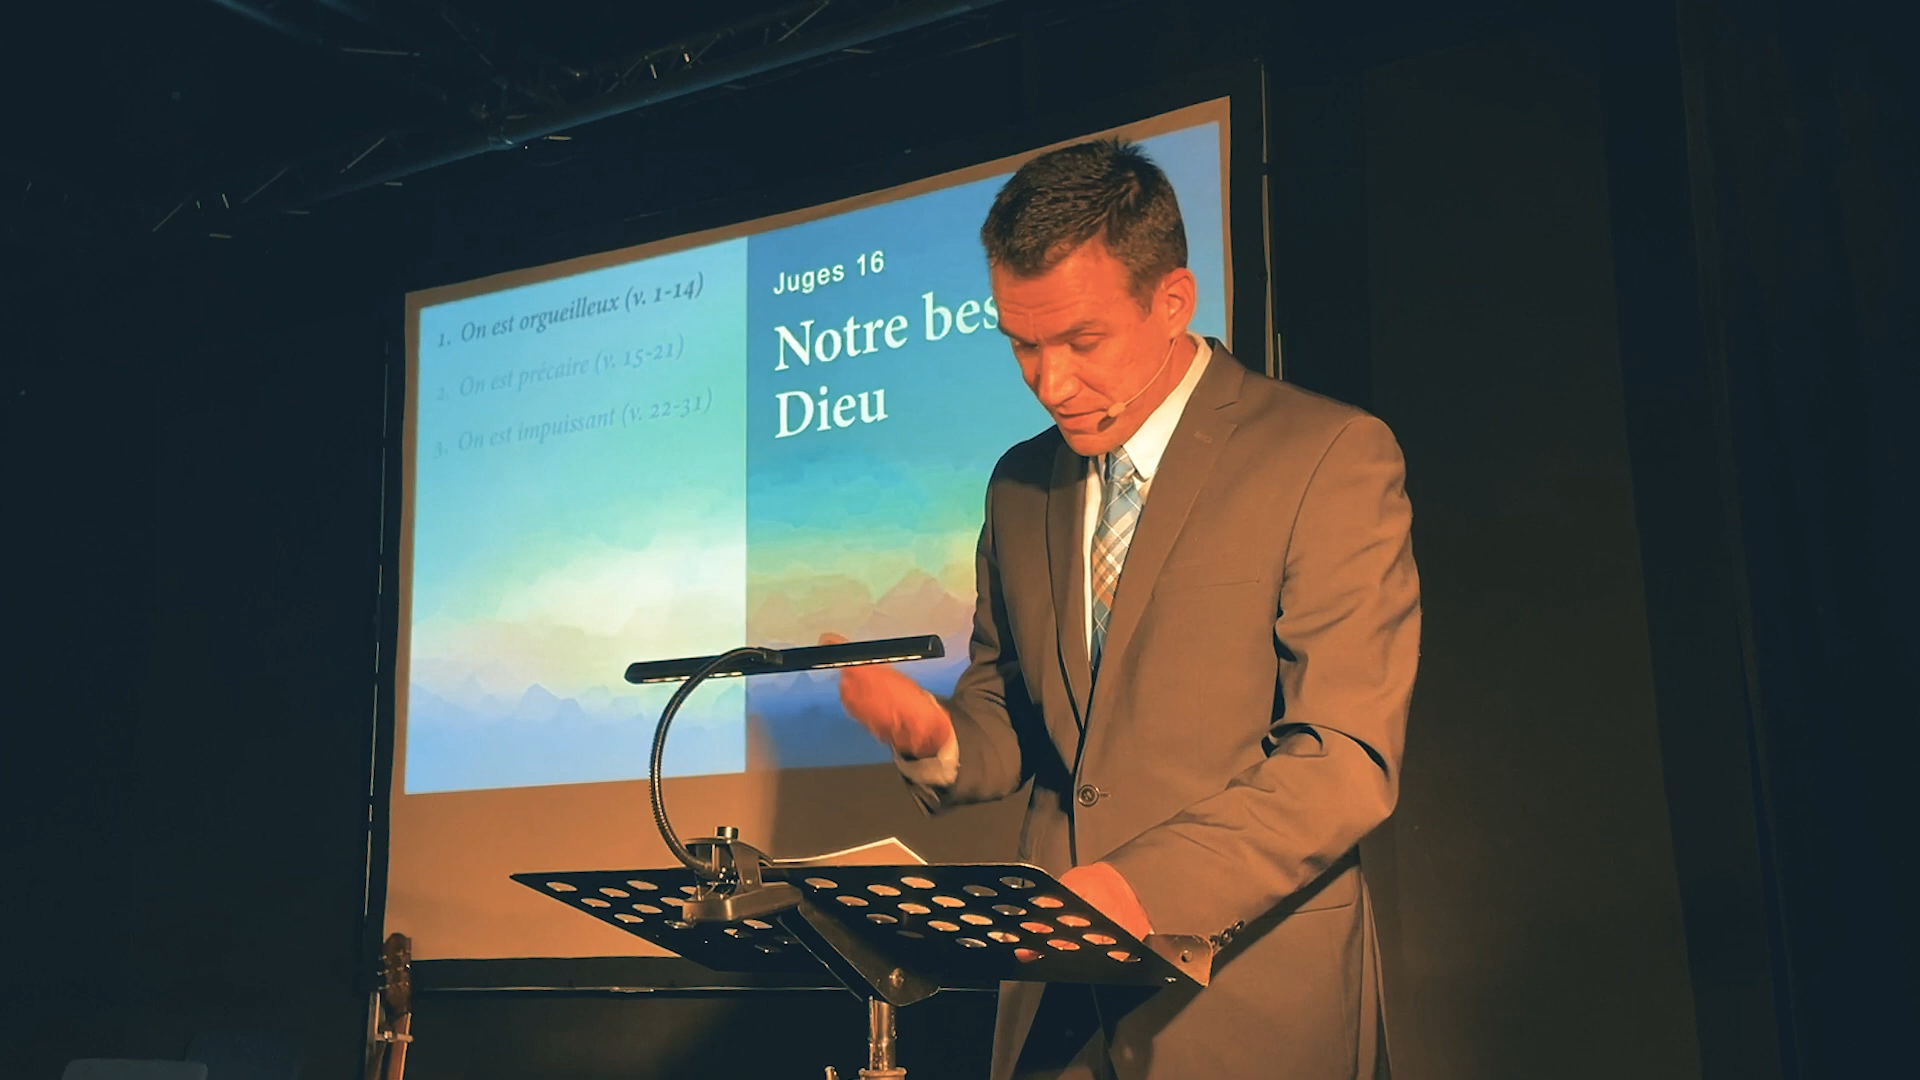 1. On est orgueilleux (v. 1-14)
2. On est précaire (v. 15-21)
3. On est impuissant (v. 22-31)
Juges 16
Notre bes
Dieu